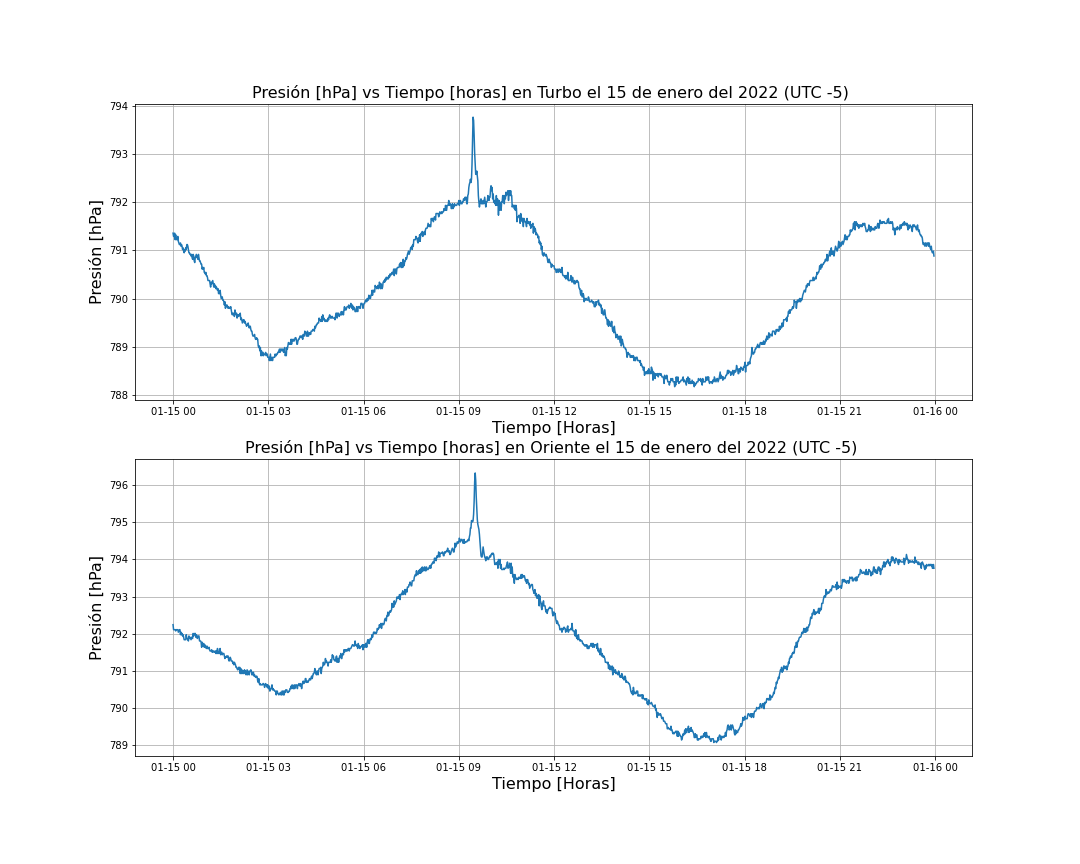 Presión [hPa] vs Tiempo [horas] en Turbo el 15 de enero del 2022 (UTC -5)
794
793
792
791
790
789
788
Presión [hPa]
01-15 00 01-15 03 01-15 06 01-15 09 01-15 12 01-15 15 01-15 18 01-15 21 01-16 00
Tiempo [Horas]
Presión [hPa] vs Tiempo [horas] en Oriente el 15 de enero del 2022 (UTC -5)
796
795
794
793
792
791
790
789
Presión [hPa]
01-15 00 01-15 03 01-15 06 01-15 09 01-15 12 01-15 15 01-15 18 01-15 21 01-16 00
Tiempo [Horas]